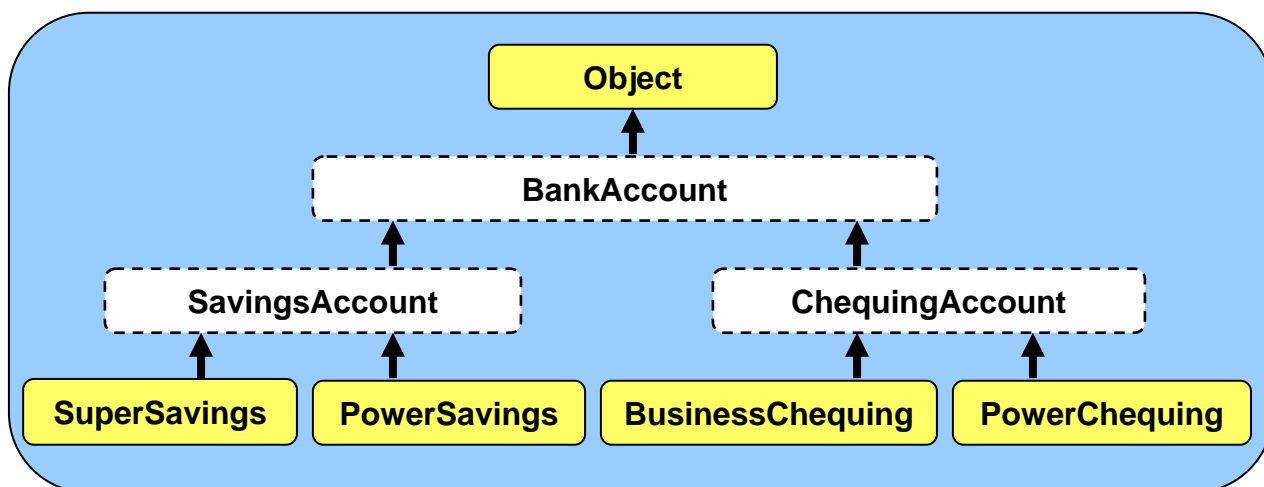 Object
BankAccount
SavingsAccount
ChequingAccount
SuperSavings
PowerSavings
BusinessChequing
PowerChequing